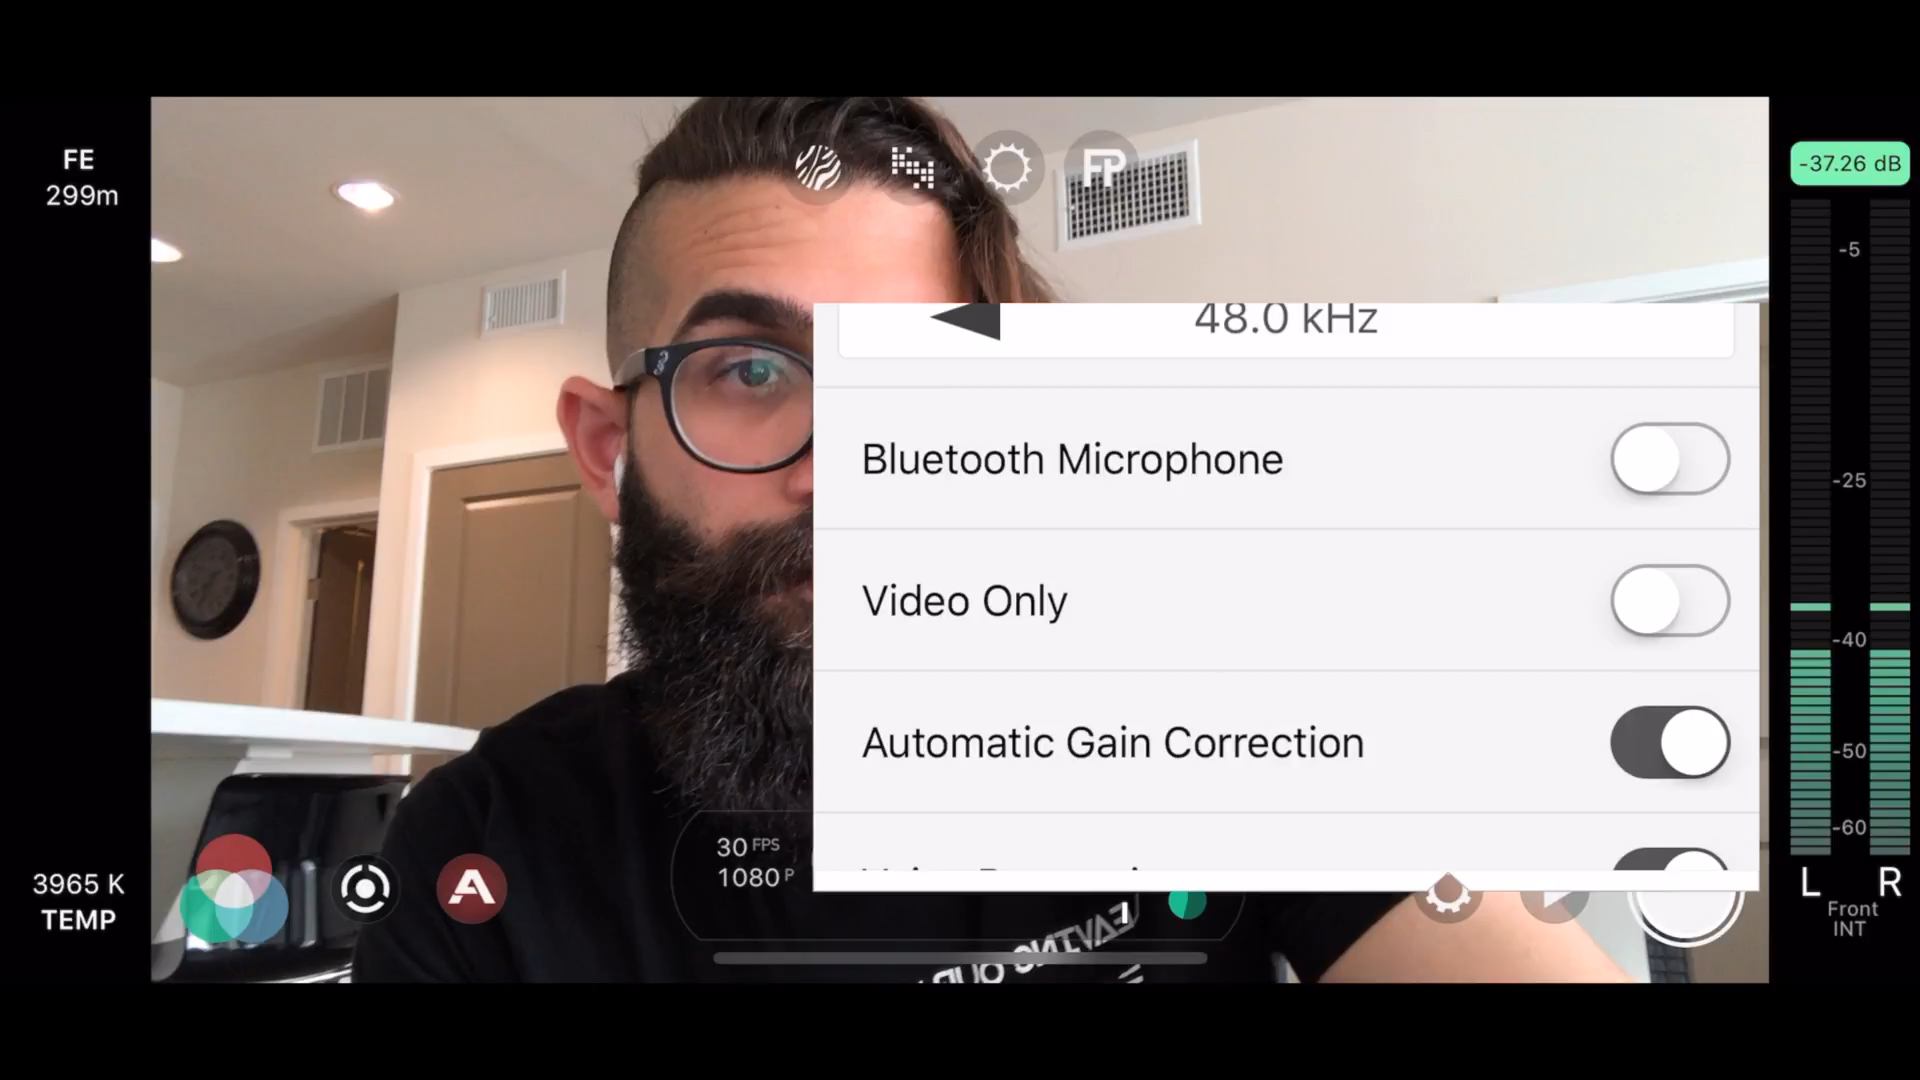 FE
299m
FP
-37.26 dB
-5
48.0 kHz
Bluetooth Microphone
-25
Video Only
-40
Automatic Gain Correction
-50
-60
30 FPS
1080 P
3965 K
TEMP
A
L R
Front
INT